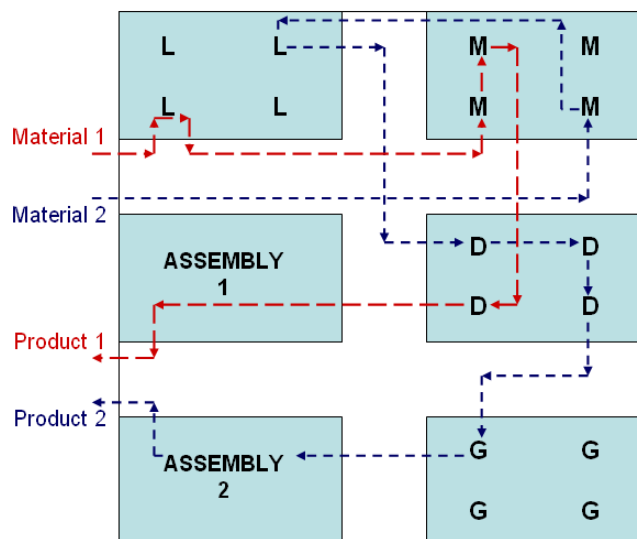 L L M M
L L M M
Material 1
Material 2
ASSEMBLY
1
D D
D D
Product 1
Product 2
ASSEMBLY
2
G G
G G